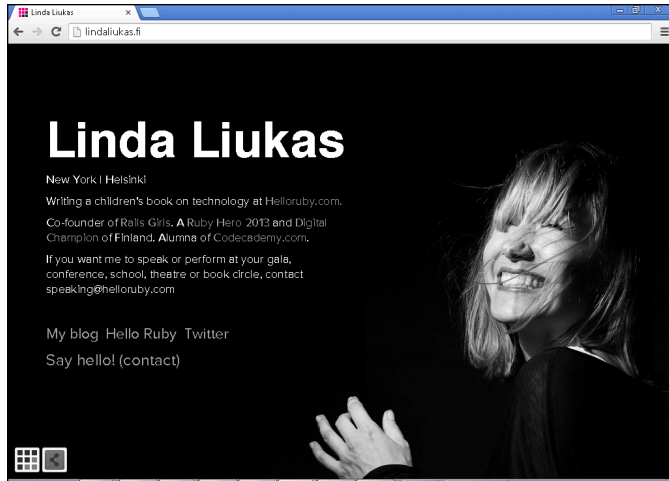 Linda Liukas
lindaliukas.fi
Linda Liukas
New York | Helsinki
Writing a children's book on technology at Helloruby.com.
Co-founder of Rails Girls. A Ruby Hero 2013 and Digital
Champion of Finland. Alumna of Codecademy.com.
If you want me to speak or perform at your gala,
conference, school, theatre or book circle, contact
speaking@helloruby.com
My blog Hello Ruby Twitter
Say hello! (contact)